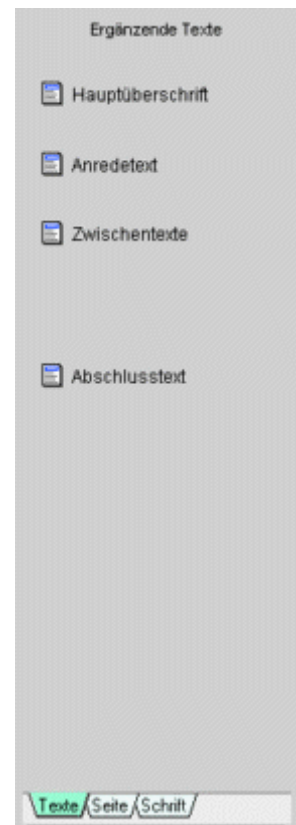 Ergänzende Texte
Hauptüberschrift
Anredetext
Zwischentexte
Abschlusstext
Texte Seite Schrift